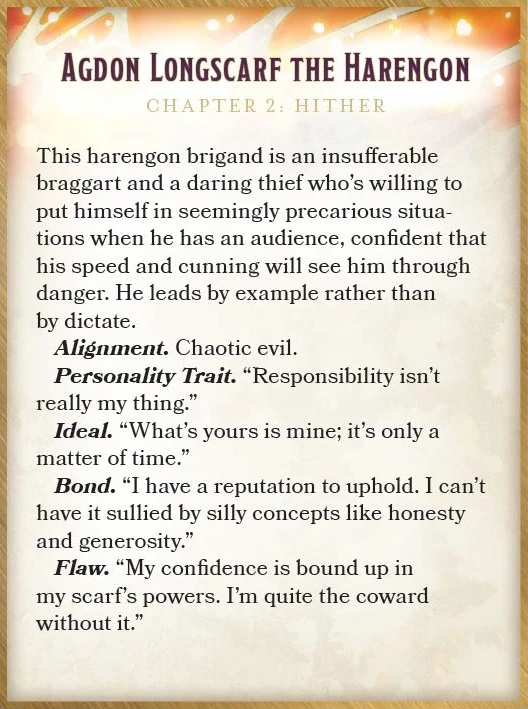 AGDON LONGSCARF THE HARENGON
CHAPTER 2: HITHER
This harengon brigand is an insufferable
braggart and a daring thief who’s willing to
put himself in seemingly precarious situa-
tions when he has an audience, confident that
his speed and cunning will see him through
danger. He leads by example rather than
by dictate.
Alignment. Chaotic evil.
Personality Trait. “Responsibility isn’t
really my thing.”
Ideal. “What’s yours is mine; it’s only a
matter of time.”
Bond. “I have a reputation to uphold. I can’t
have it sullied by silly concepts like honesty
and generosity.”
Flaw. “My confidence is bound up in
my scarf’s powers. I’m quite the coward
without it.”